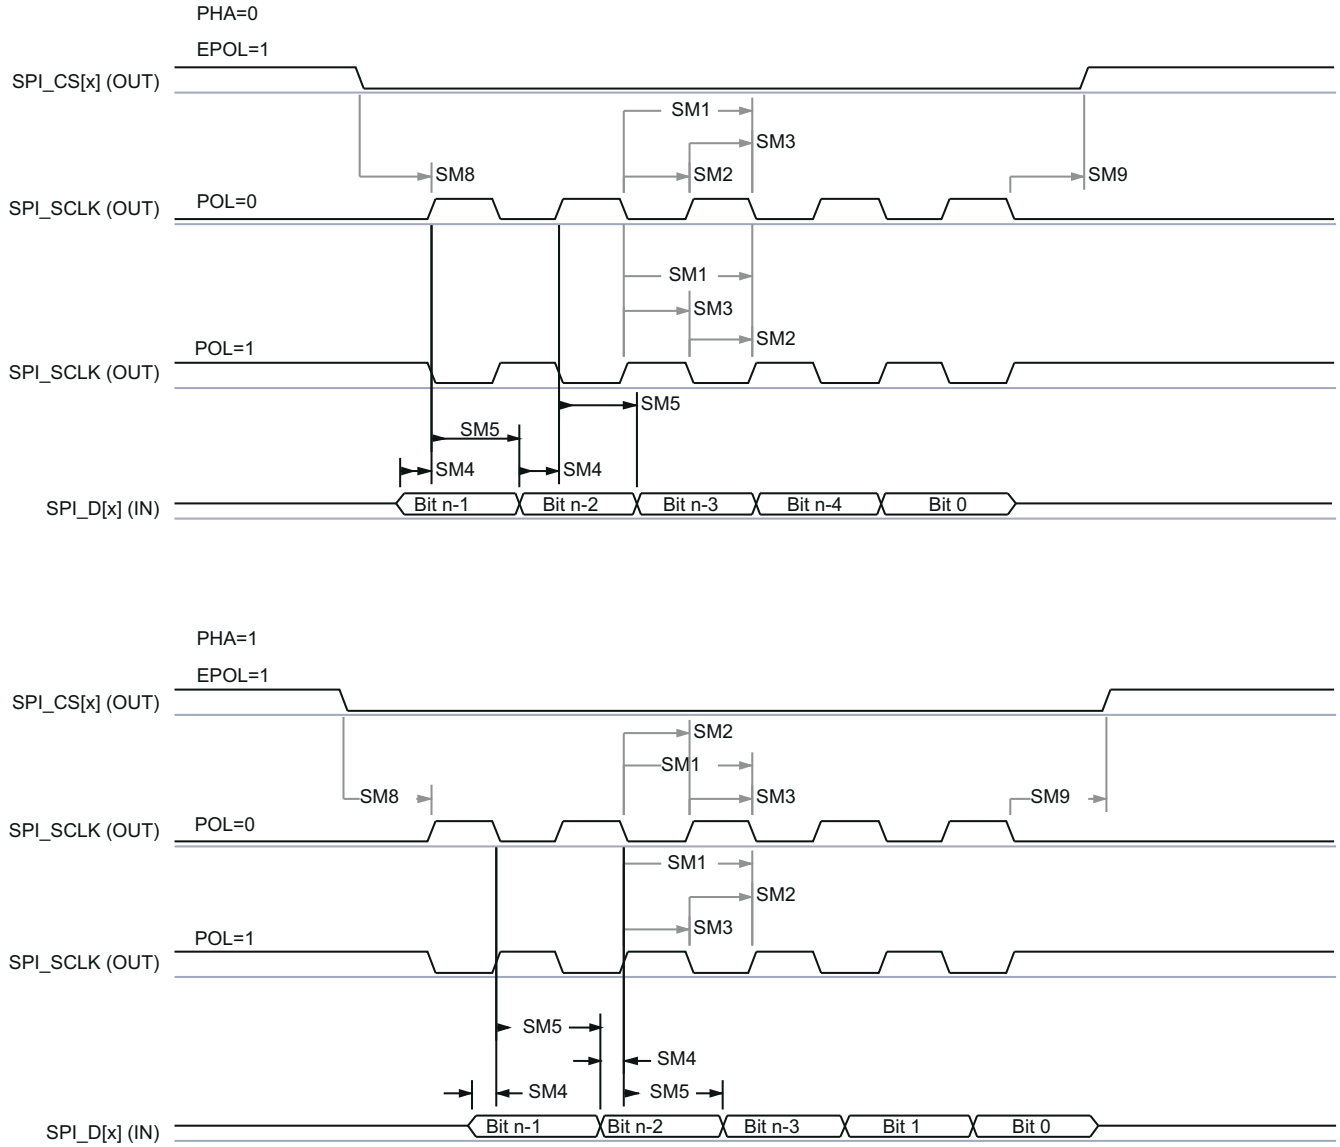 PHA=0
EPOL=1
SPI_CS[x] (OUT)
SM1
SM3
SM8
SM2
SM9
POL=0
SPI_SCLK (OUT)
SM1
SM3
SM2
POL=1
SPI_SCLK (OUT)
SM5
SM5
SM4
SM4
SPI_D[x] (IN)
Bit n-1
Bit n-2
Bit n-3
Bit n-4
Bit 0
PHA=1
EPOL=1
SPI_CS[x] (OUT)
SM2
SM1
SM8
SM3
SM9
POL=0
SPI_SCLK (OUT)
SM1
SM2
SM3
POL=1
SPI_SCLK (OUT)
SM5
SM4
SM4
SM5
SPI_D[x] (IN)
Bit n-1
Bit n-2
Bit n-3
Bit 1
Bit 0